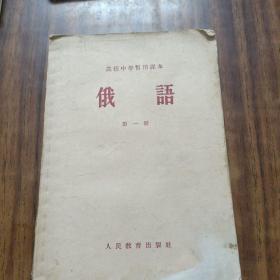 高級中學暫用課本
俄語
第一册
人民教育出版社